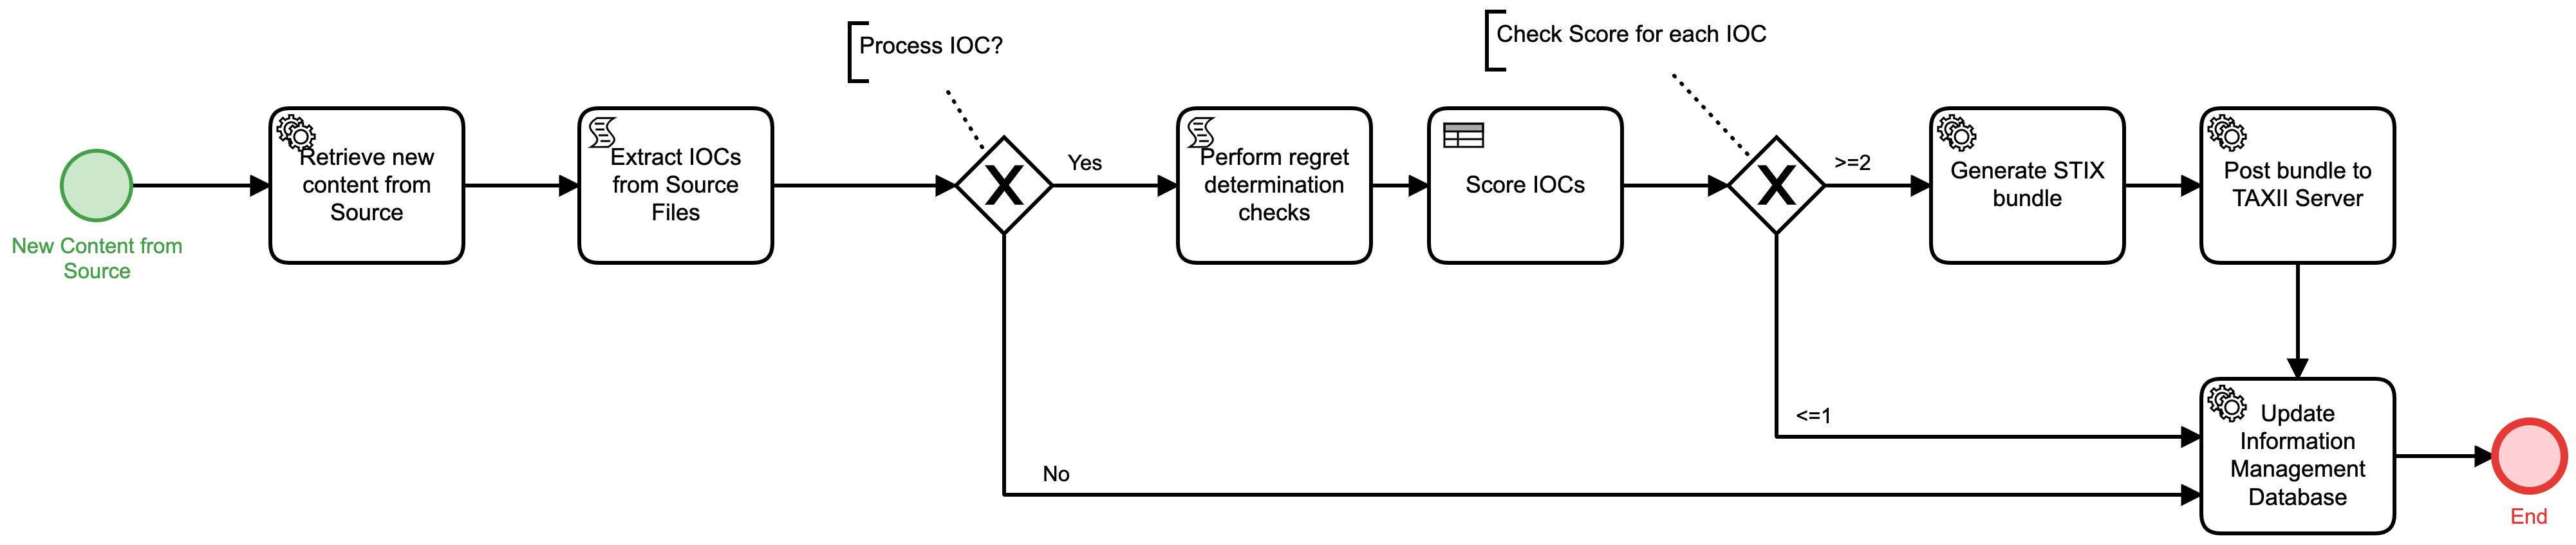 Process IOC?
Check Score for each IOC
New Content from
Source
Retrieve new
content from
Source
Extract IOCs
from Source
Files
X
Yes
No
Perform regret
determination
checks
Score IOCs
X
>=2
<=1
Generate STIX
bundle
Post bundle to
TAXII Server
Update
Information
Management
Database
End